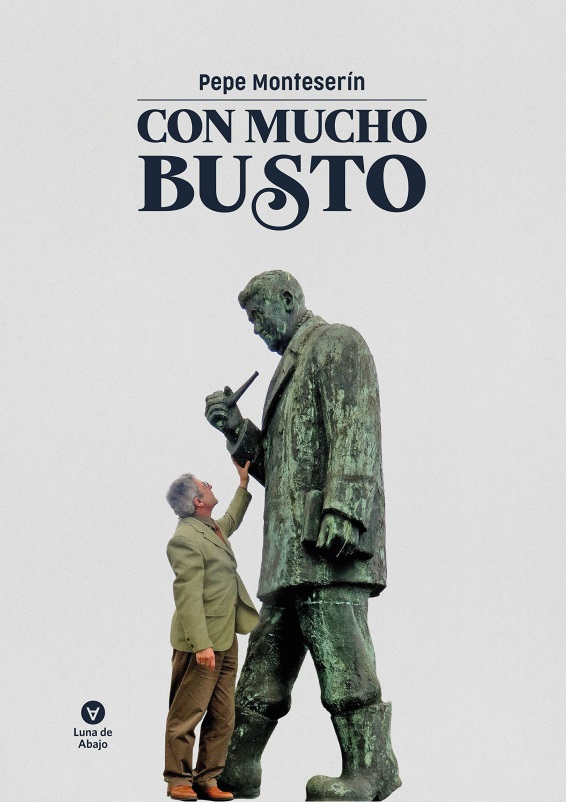 Pepe Monteserín
CON MUCHO
BUSTO
Luna de
Abajo